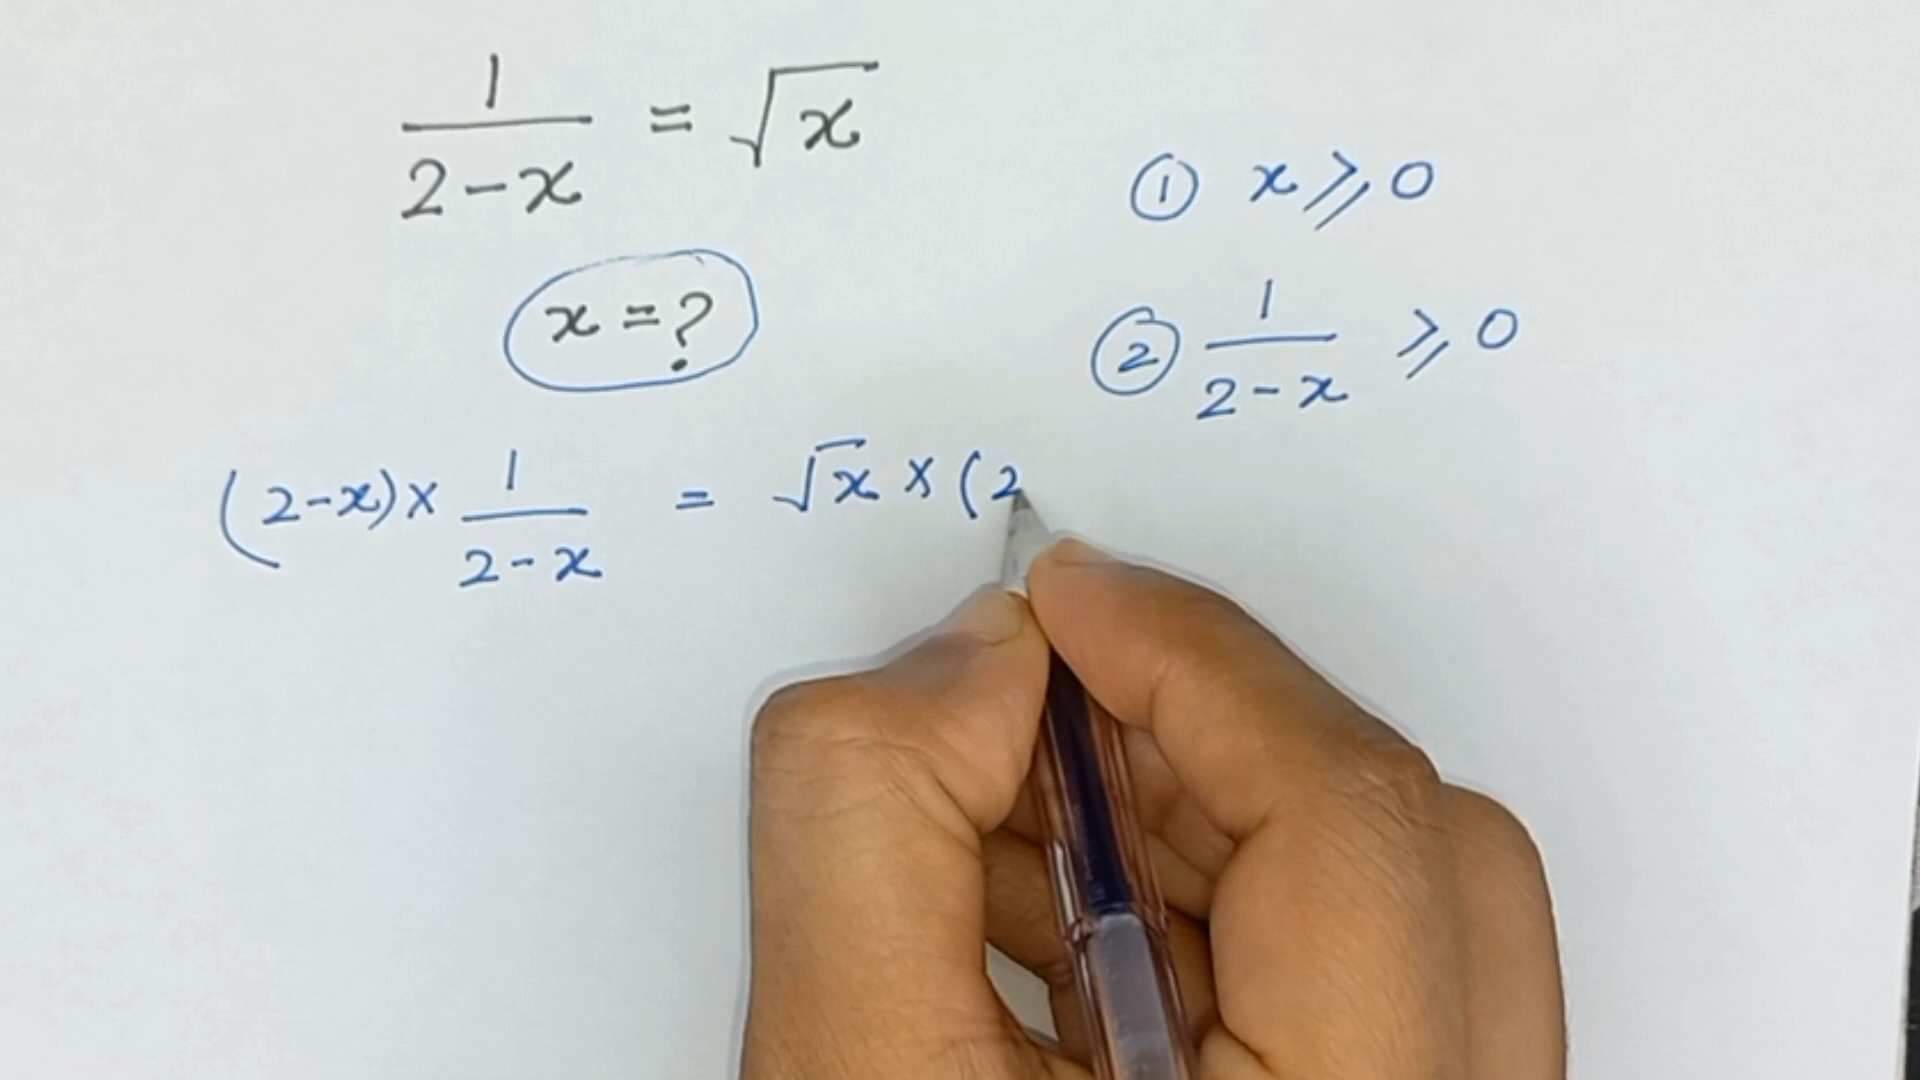 1/(2-x) = √x
x = ?
① x ⩾ 0
② 1/(2-x) ⩾ 0
(2-x) × 1/(2-x) = √x × (2